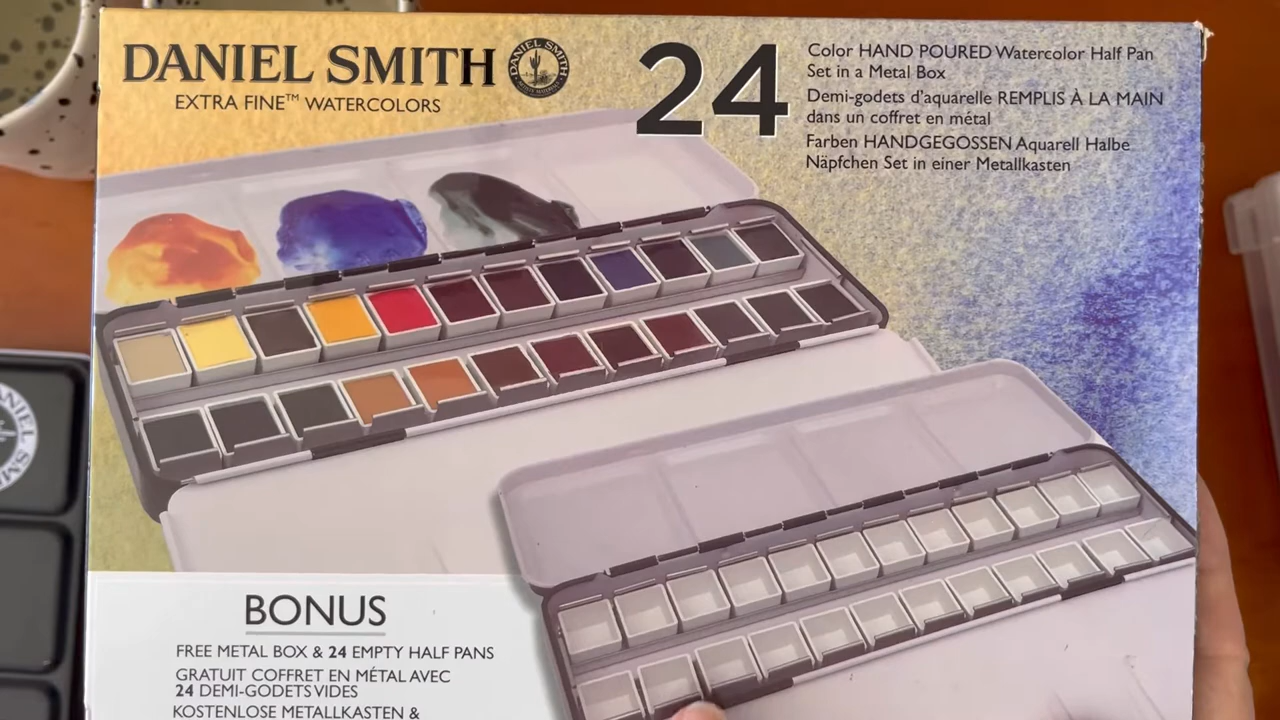 DANIEL SMITH
EXTRA FINE™ WATERCOLORS
24
Color HAND POURED Watercolor Half Pan
Set in a Metal Box
Demi-godets d'aquarelle REMPLIS À LA MAIN
dans un coffret en métal
Farben HANDGEGOSSEN Aquarell Halbe
Näpfchen Set in einer Metallkasten
BONUS
FREE METAL BOX & 24 EMPTY HALF PANS
GRATUIT COFFRET EN MÉTAL AVEC
24 DEMI-GODETS VIDES
KOSTENLOSE METALLKASTEN &